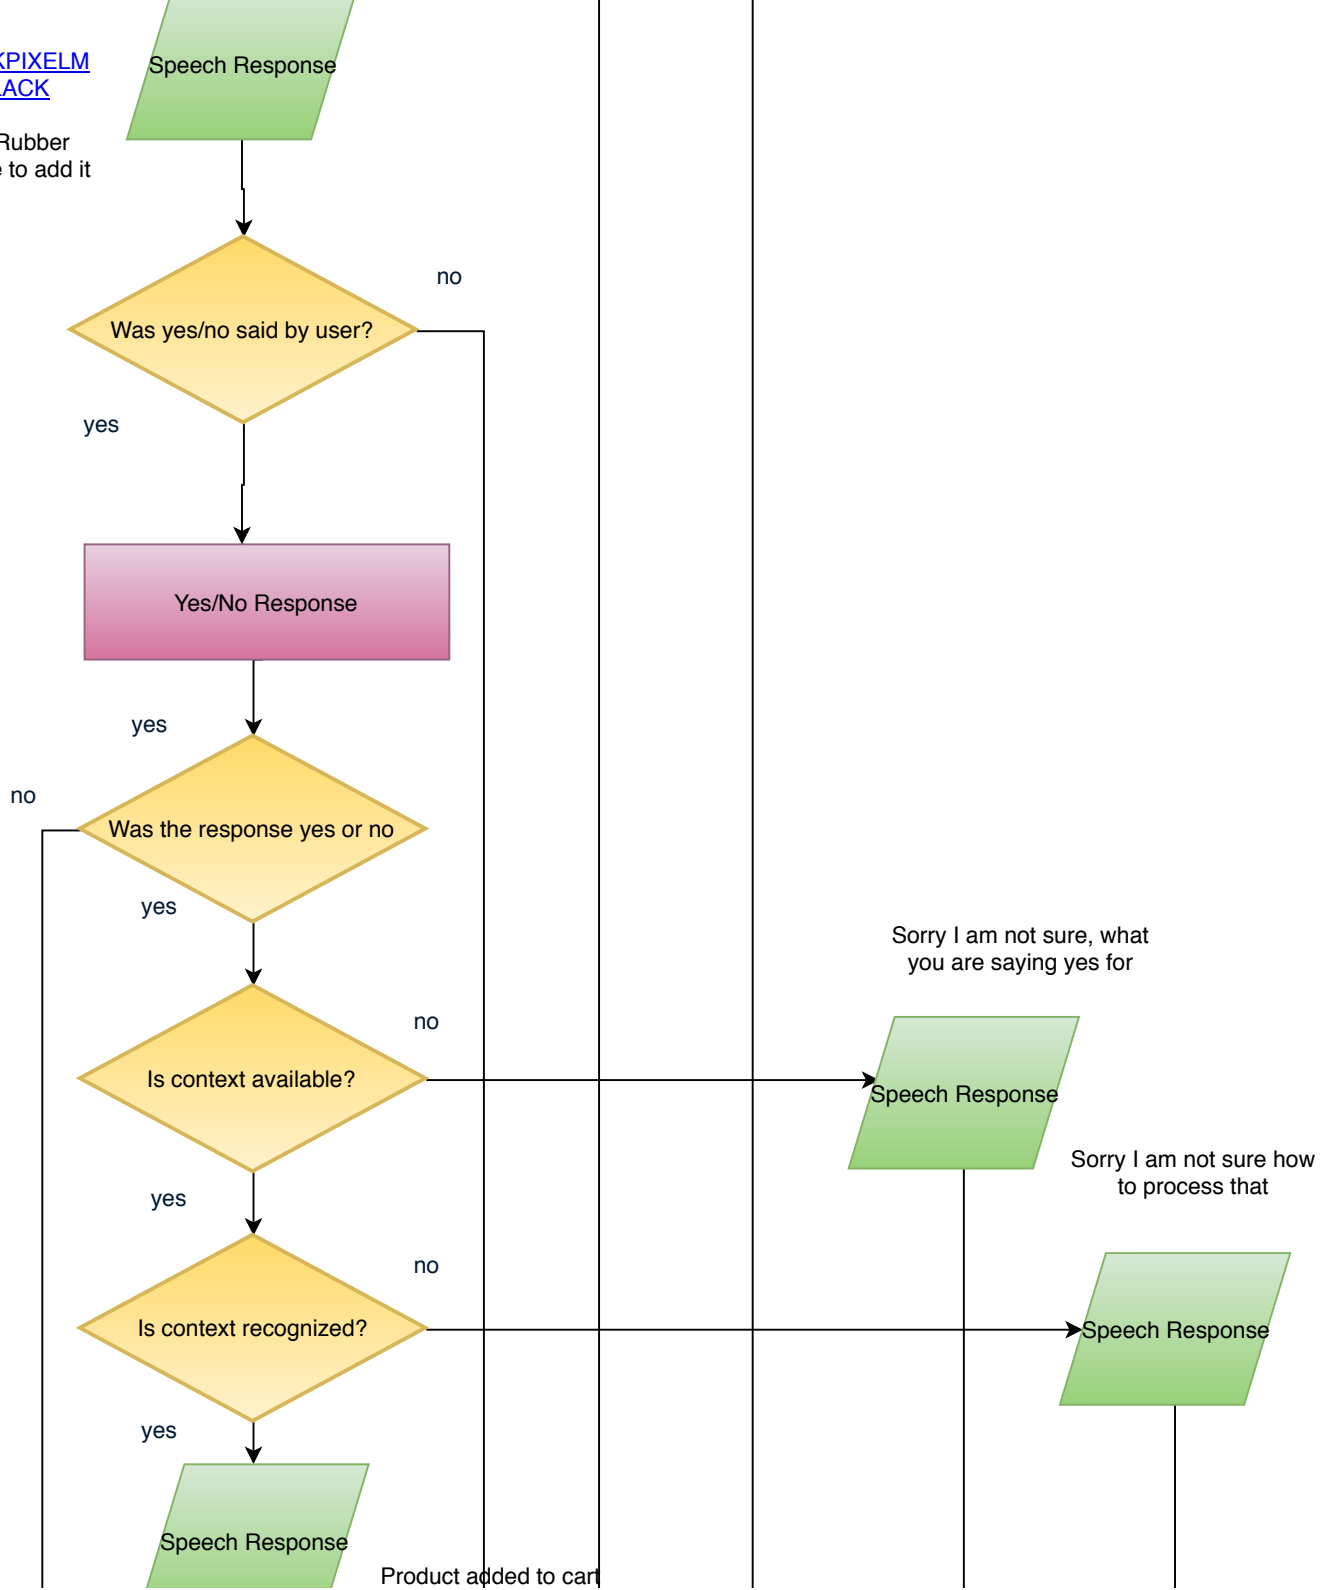 KPIXELM
LACK
Speech Response
Rubber
to add it
no
Was yes/no said by user?
yes
Yes/No Response
yes
no
Was the response yes or no
yes
Sorry I am not sure, what
you are saying yes for
no
Is context available?
Speech Response
Sorry I am not sure how
to process that
yes
no
Is context recognized?
Speech Response
yes
Speech Response
Product added to cart